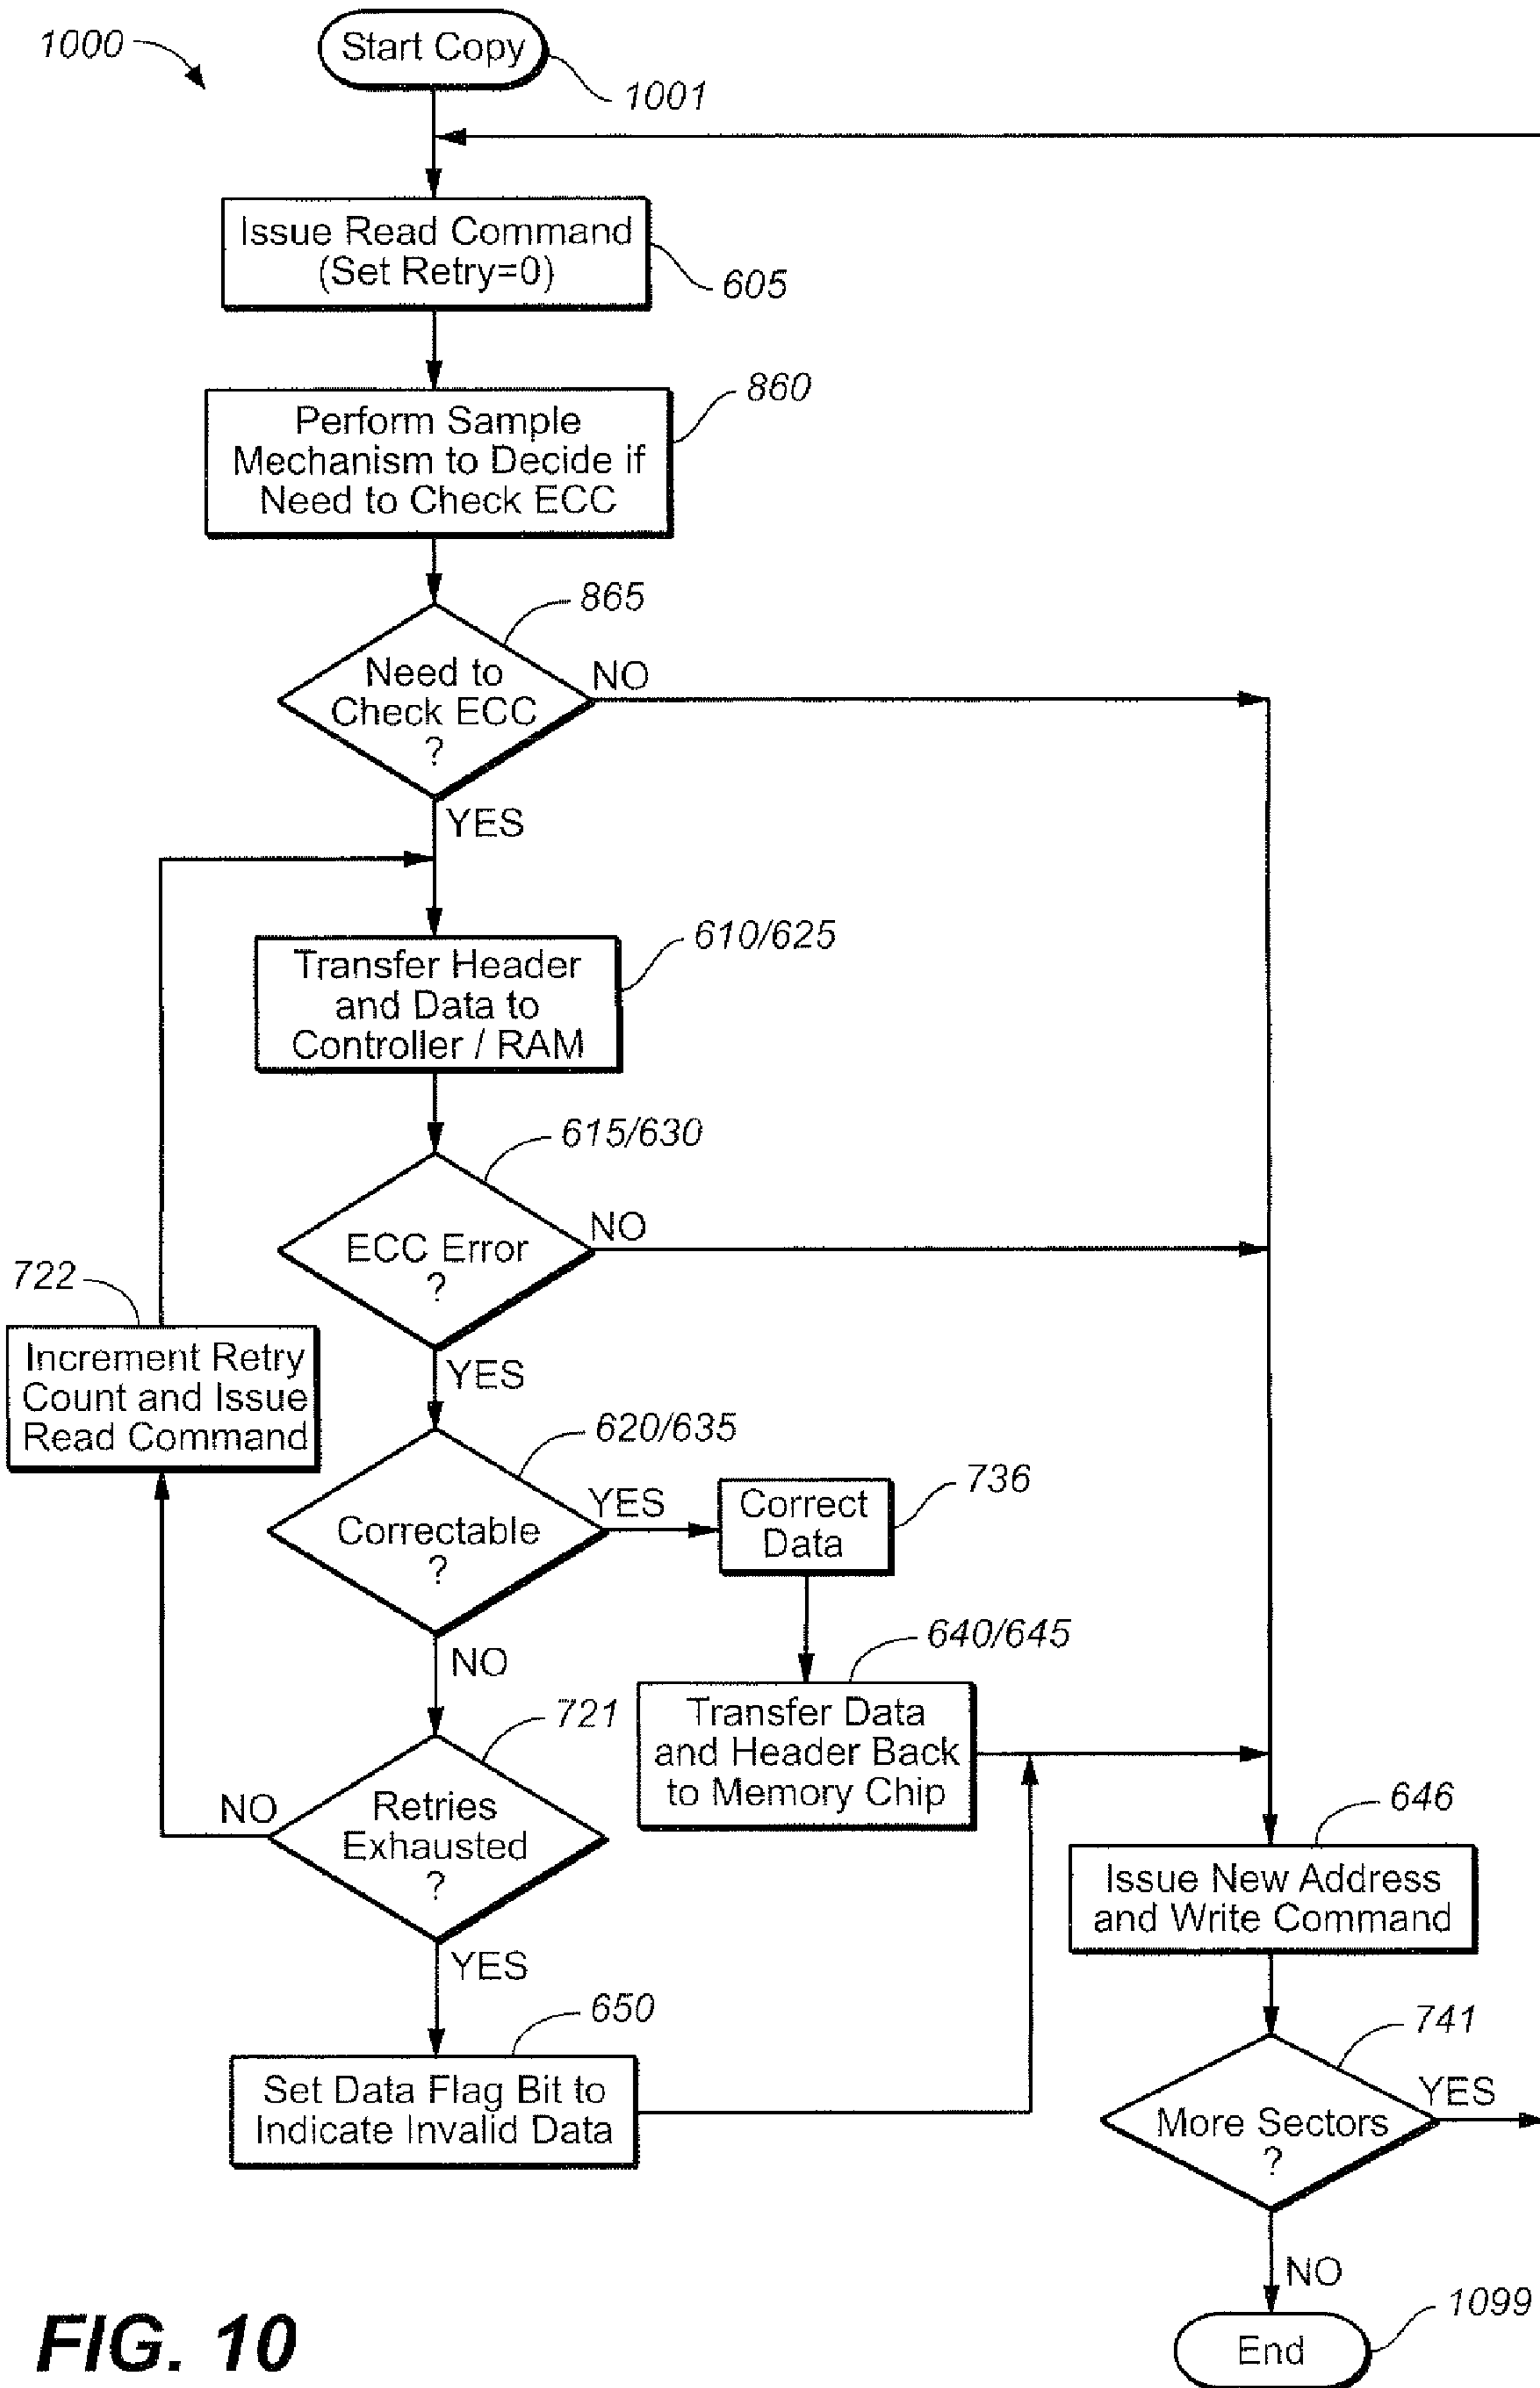 1000
Start Copy
1001
Issue Read Command
(Set Retry=0)
605
860
Perform Sample
Mechanism to Decide if
Need to Check ECC
865
Need to
Check ECC
?
NO
YES
610/625
Transfer Header
and Data to
Controller / RAM
615/630
ECC Error
?
NO
YES
722
Increment Retry
Count and Issue
Read Command
620/635
Correctable
?
YES
NO
736
Correct
Data
640/645
Transfer Data
and Header Back
to Memory Chip
721
Retries
Exhausted
?
NO
YES
646
Issue New Address
and Write Command
650
Set Data Flag Bit to
Indicate Invalid Data
741
More Sectors
?
YES
NO
1099
End
FIG. 10